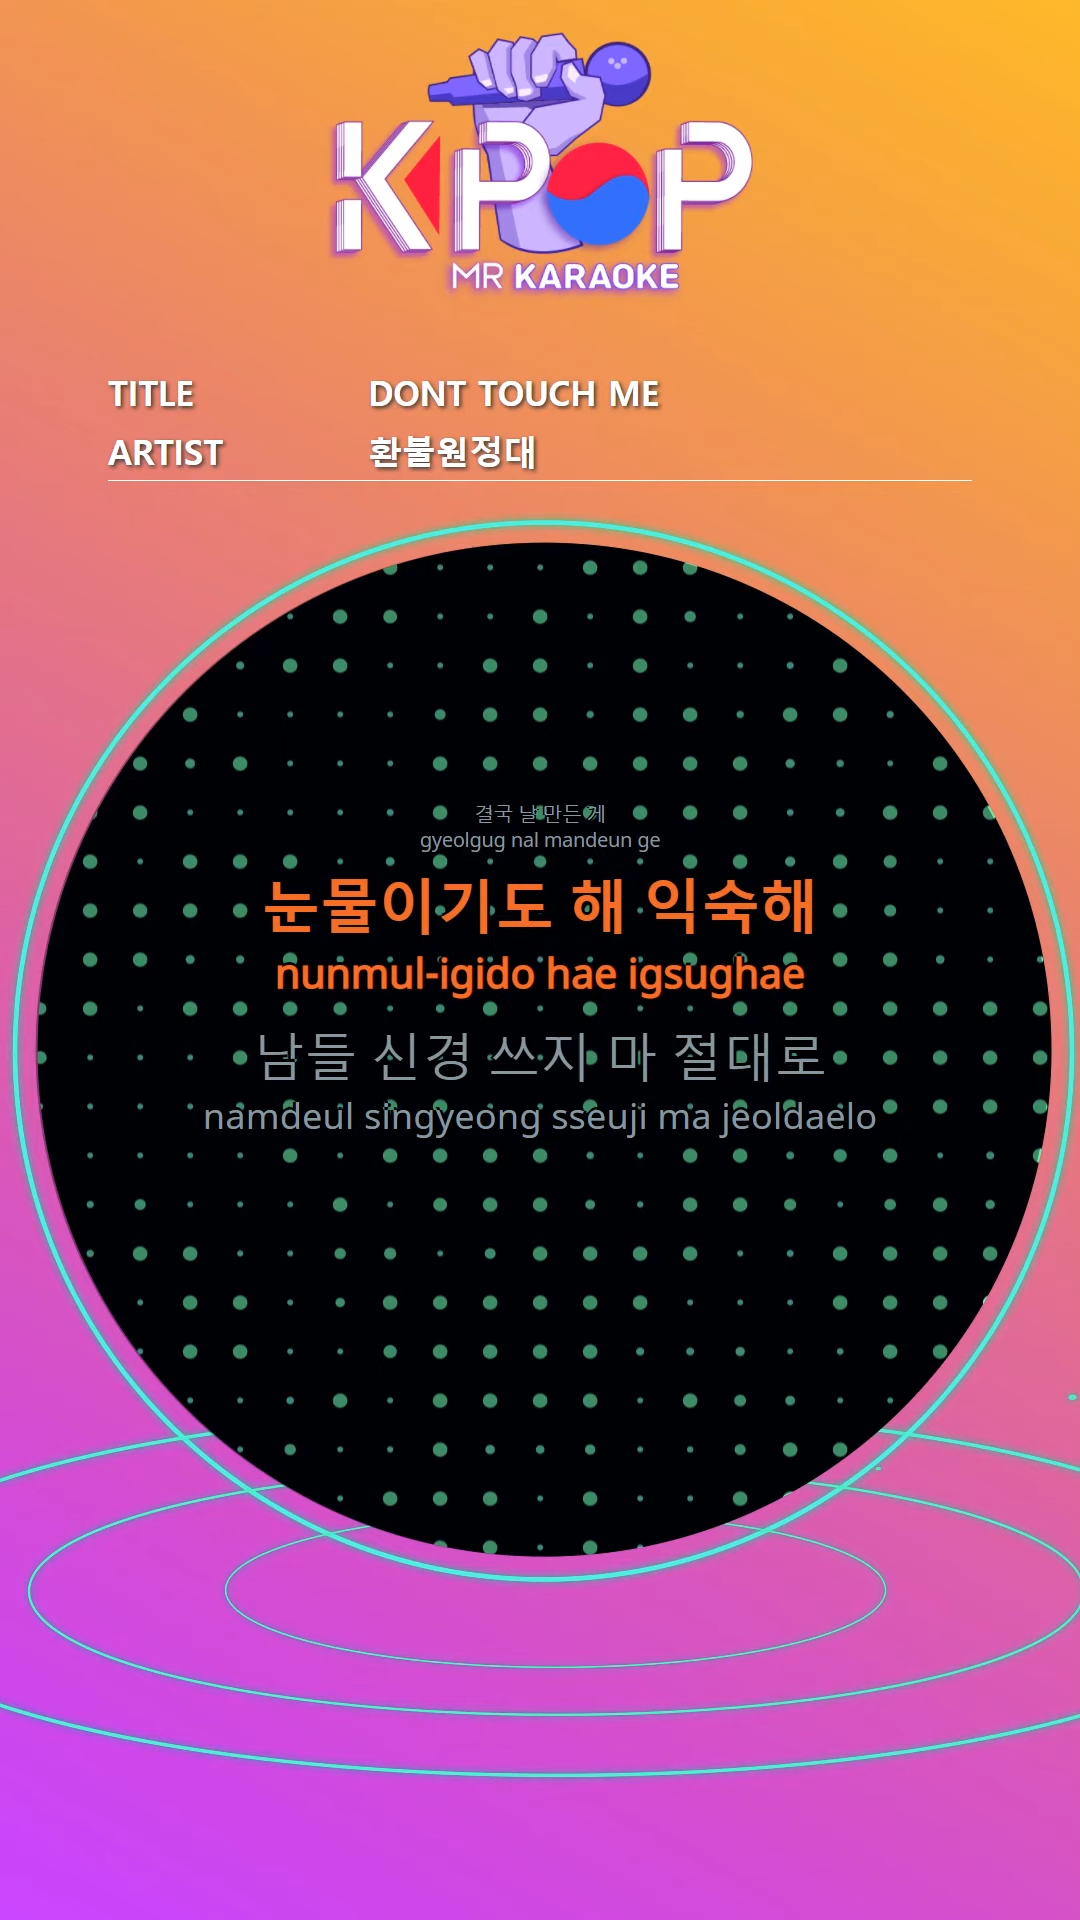 KPOP
MR KARAOKE
TITLE DONT TOUCH ME
ARTIST 환불원정대
결국 날 만든 게
gyeolgug nal mandeun ge
눈물이기도 해 익숙해
nunmul-igido hae igsughae
남들 신경 쓰지 마 절대로
namdeul singyeong sseuji ma jeoldaelo